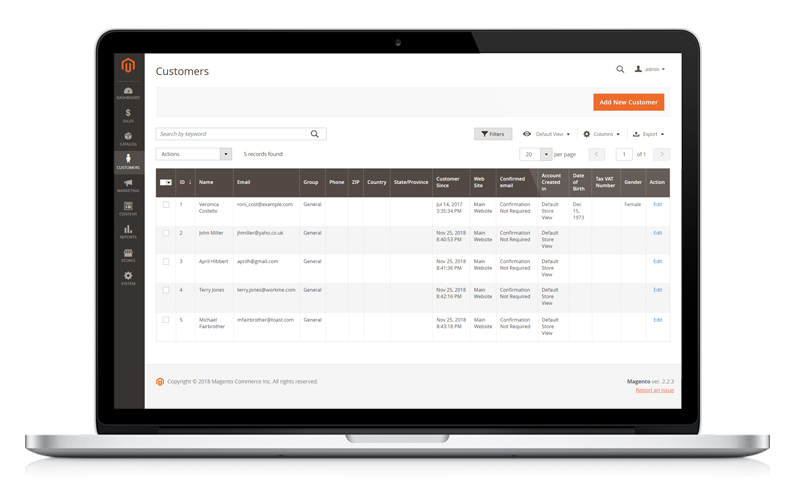 Customers
admin
Add New Customer
DASHBOARD
SALES
CATALOG
CUSTOMERS
MARKETING
CONTENT
REPORTS
STORES
SYSTEM
Search by keyword
Filters
Default View
Columns
Export
Actions
5 records found
20 per page
1 of 1
ID ↓ Name Email Group Phone ZIP Country State/Province Customer Since Web Site Confirmed email Account Created in Date of Birth Tax VAT Number Gender Action
1 Veronica Costello roni_cost@example.com General Jul 14, 2017 3:35:34 PM Main Website Confirmation Not Required Default Store View Dec 15, 1973 Female Edit
2 John Miller jhmiller@yaho.co.uk General Nov 25, 2018 8:40:53 PM Main Website Confirmation Not Required Default Store View Edit
3 April Hibbert aprilh@gmail.com General Nov 25, 2018 8:41:36 PM Main Website Confirmation Not Required Default Store View Edit
4 Terry Jones terry.jones@workme.com General Nov 25, 2018 8:42:16 PM Main Website Confirmation Not Required Default Store View Edit
5 Michael Fairbrother mfairbrother@toast.com General Nov 25, 2018 8:43:18 PM Main Website Confirmation Not Required Default Store View Edit
Copyright © 2018 Magento Commerce Inc. All rights reserved.
Magento ver. 2.2.3
Report an Issue